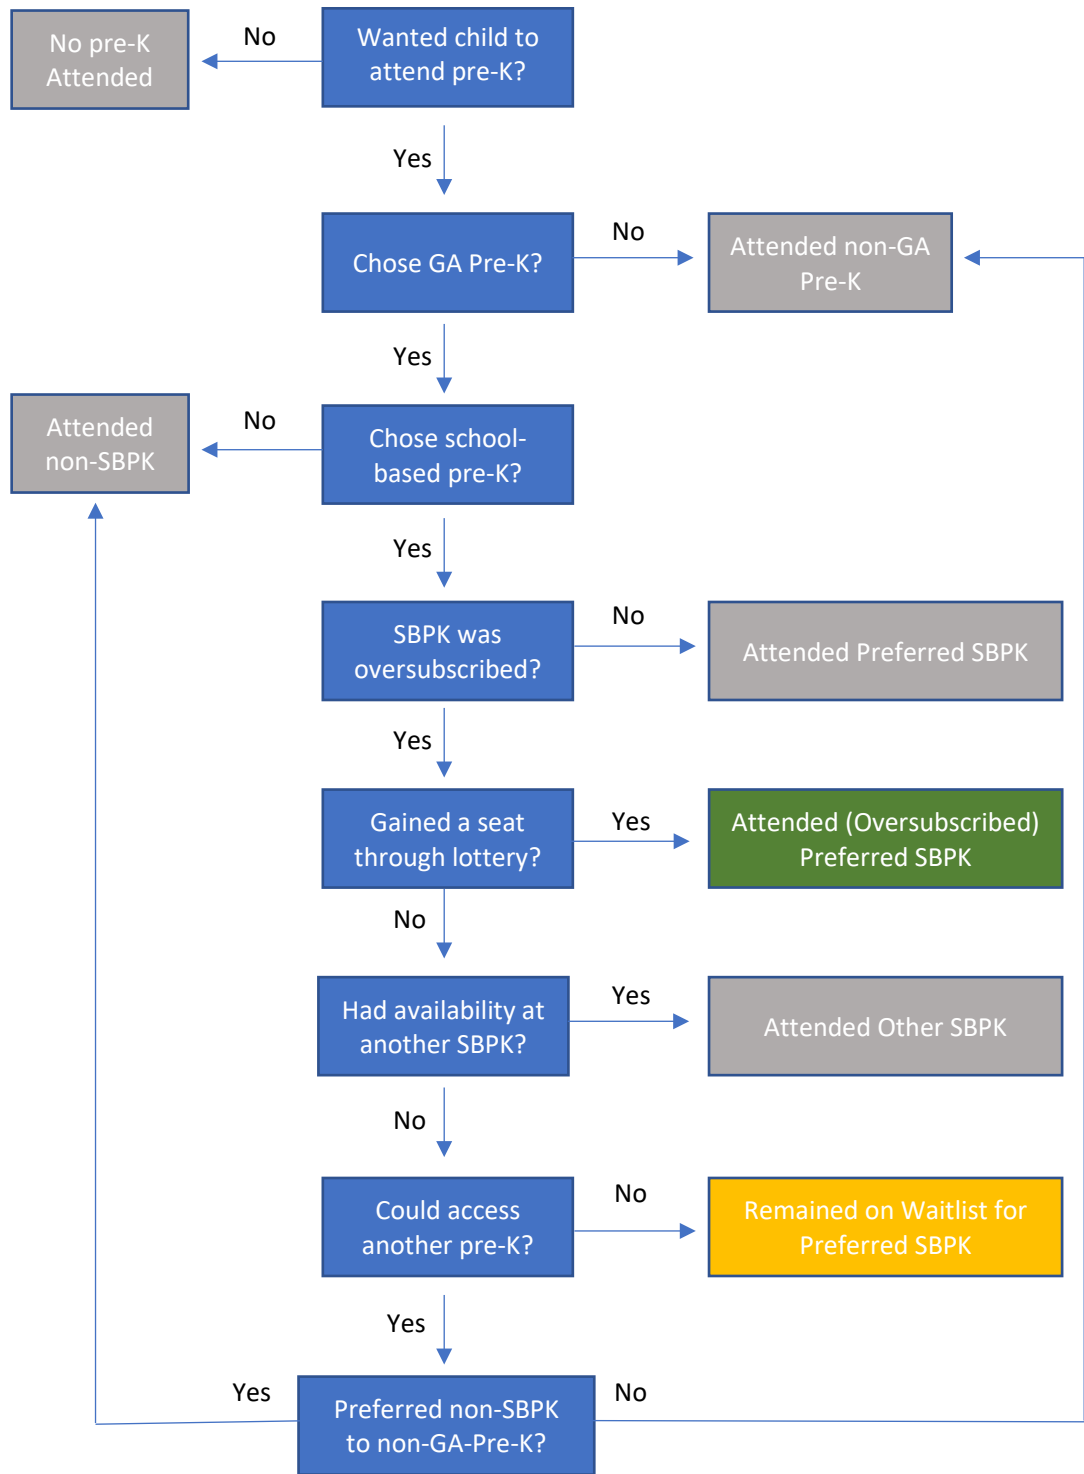 No pre-K
Attended
No
Wanted child to
attend pre-K?
Yes
Chose GA Pre-K?
No
Attended non-GA
Pre-K
Yes
Attended
non-SBPK
No
Chose school-
based pre-K?
Yes
SBPK was
oversubscribed?
No
Attended Preferred SBPK
Yes
Gained a seat
through lottery?
Yes
Attended (Oversubscribed)
Preferred SBPK
No
Had availability at
another SBPK?
Yes
Attended Other SBPK
No
Could access
another pre-K?
No
Remained on Waitlist for
Preferred SBPK
Yes
Yes
Preferred non-SBPK
to non-GA-Pre-K?
No